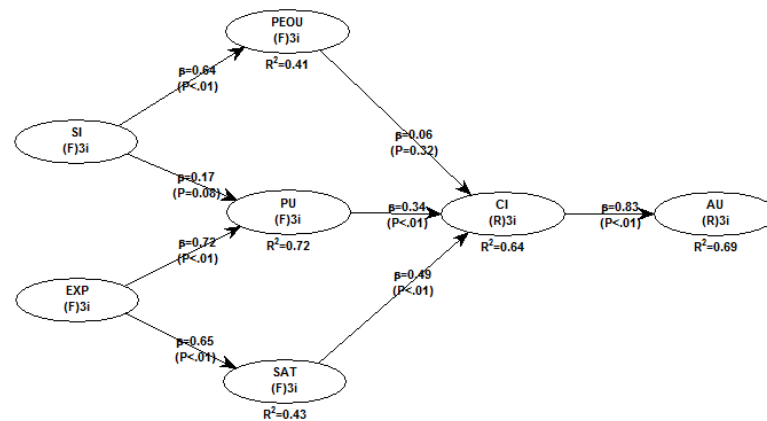 PEOU
(F)3i
R²=0.41
β=0.64
(P<.01)
SI
(F)3i
β=0.17
(P=0.08)
β=0.06
(P=0.32)
PU
(F)3i
R²=0.72
β=0.34
(P<.01)
CI
(R)3i
R²=0.64
β=0.83
(P<.01)
AU
(R)3i
R²=0.69
β=0.72
(P<.01)
EXP
(F)3i
β=0.49
(P<.01)
β=0.65
(P<.01)
SAT
(F)3i
R²=0.43